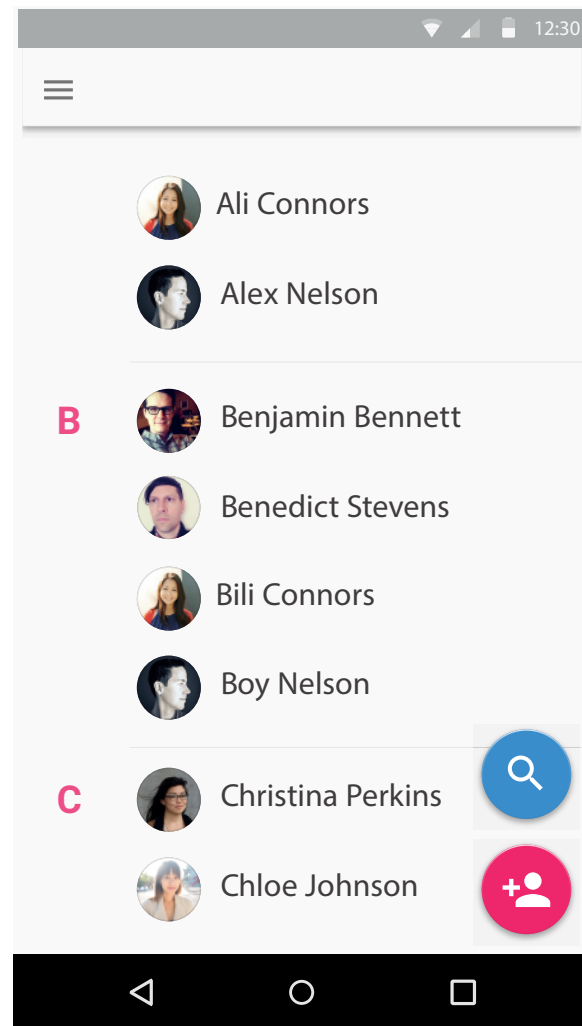 12:30
Ali Connors
Alex Nelson
B Benjamin Bennett
Benedict Stevens
Bili Connors
Boy Nelson
C Christina Perkins
Chloe Johnson